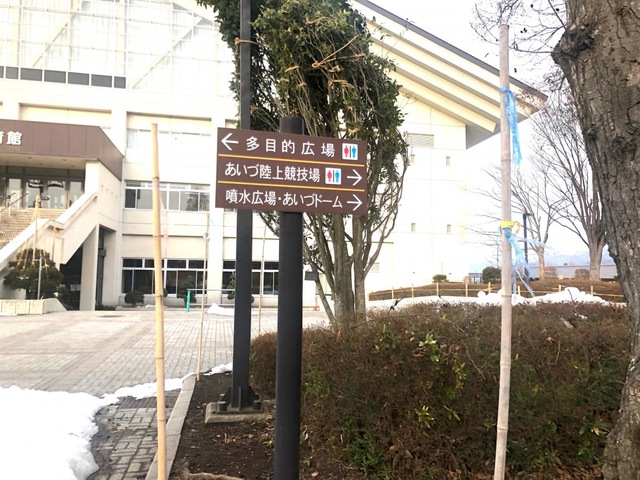 館
← 多目的広場
あいづ陸上競技場 →
噴水広場・あいづドーム →